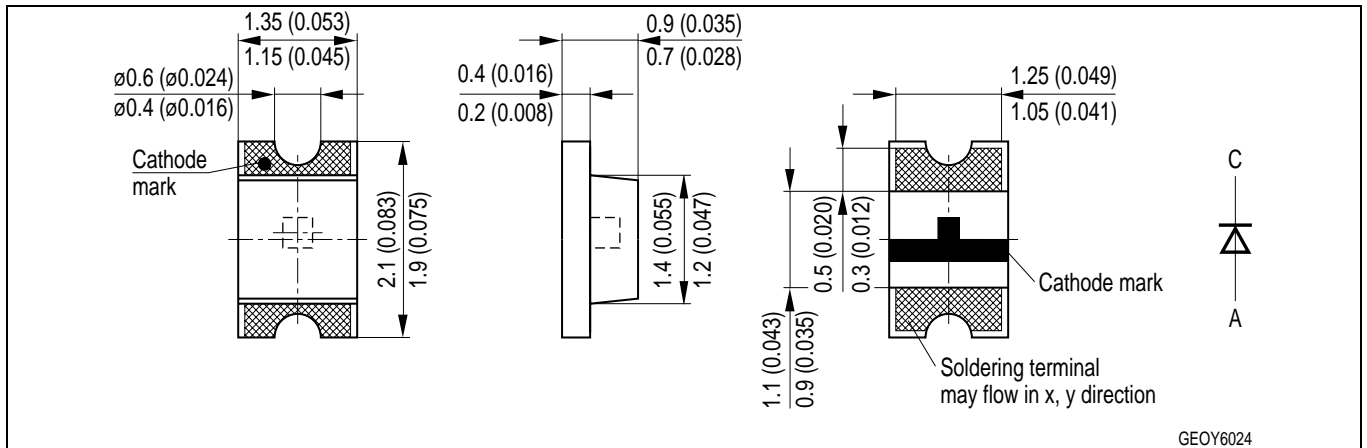 1.35 (0.053)
1.15 (0.045)
ø0.6 (ø0.024)
ø0.4 (ø0.016)
Cathode
mark
2.1 (0.083)
1.9 (0.075)
0.9 (0.035)
0.7 (0.028)
0.4 (0.016)
0.2 (0.008)
1.4 (0.055)
1.2 (0.047)
1.25 (0.049)
1.05 (0.041)
0.5 (0.020)
0.3 (0.012)
1.1 (0.043)
0.9 (0.035)
Cathode mark
Soldering terminal
may flow in x, y direction
C
A
GEOY6024